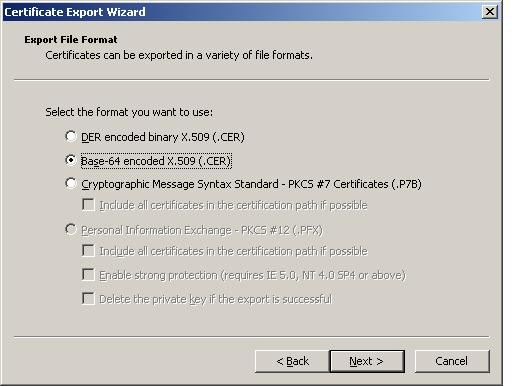 Certificate Export Wizard
Export File Format
Certificates can be exported in a variety of file formats.
Select the format you want to use:
DER encoded binary X.509 (.CER)
Base-64 encoded X.509 (.CER)
Cryptographic Message Syntax Standard - PKCS #7 Certificates (.P7B)
Include all certificates in the certification path if possible
Personal Information Exchange - PKCS #12 (.PFX)
Include all certificates in the certification path if possible
Enable strong protection (requires IE 5.0, NT 4.0 SP4 or above)
Delete the private key if the export is successful
< Back Next > Cancel